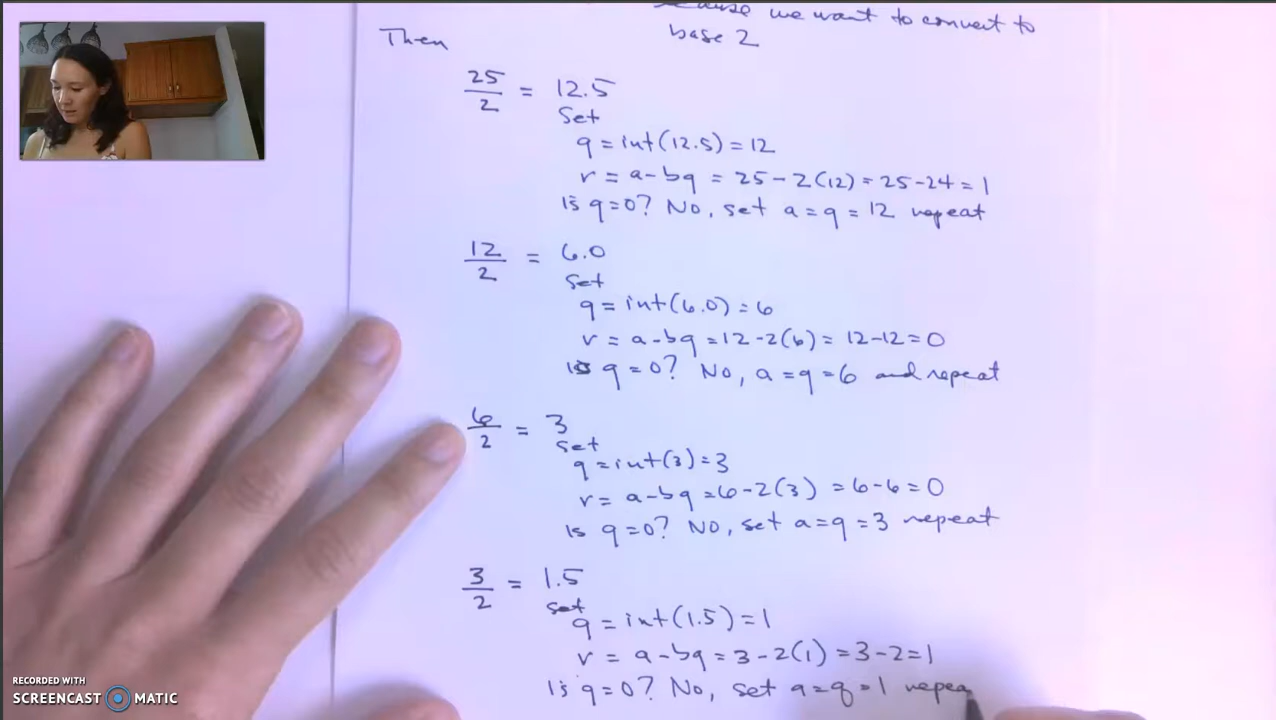 we want to convert to
Then
base 2
25/2 = 12.5
Set
q = int(12.5) = 12
r = a - bq = 25 - 2(12) = 25 - 24 = 1
Is q = 0? No, set a = q = 12 repeat
12/2 = 6.0
Set
q = int(6.0) = 6
r = a - bq = 12 - 2(6) = 12 - 12 = 0
is q = 0? No, a = q = 6 and repeat
6/2 = 3
set
q = int(3) = 3
r = a - bq = 6 - 2(3) = 6 - 6 = 0
Is q = 0? No, set a = q = 3 repeat
3/2 = 1.5
set
q = int(1.5) = 1
r = a - bq = 3 - 2(1) = 3 - 2 = 1
Is q = 0? No, set a = q = 1 repea
RECORDED WITH
SCREENCAST MATIC